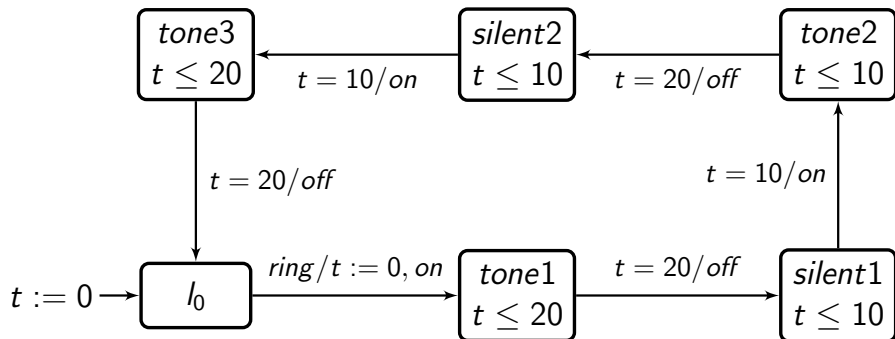 tone3
t ≤ 20
silent2
t ≤ 10
tone2
t ≤ 10
t = 10/on
t = 20/off
t = 20/off
t = 10/on
t := 0
l₀
ring/t := 0, on
tone1
t ≤ 20
t = 20/off
silent1
t ≤ 10